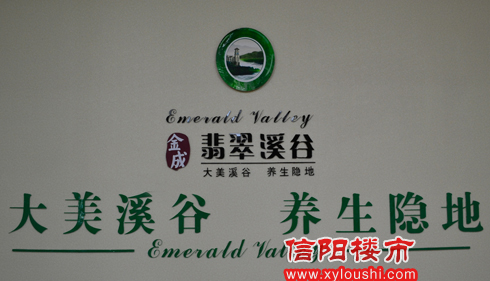 Emerald Valley
金成 翡翠溪谷
大美溪谷 养生隐地
大美溪谷 养生隐地
Emerald Valley
信阳楼市
www.xyloushi.com